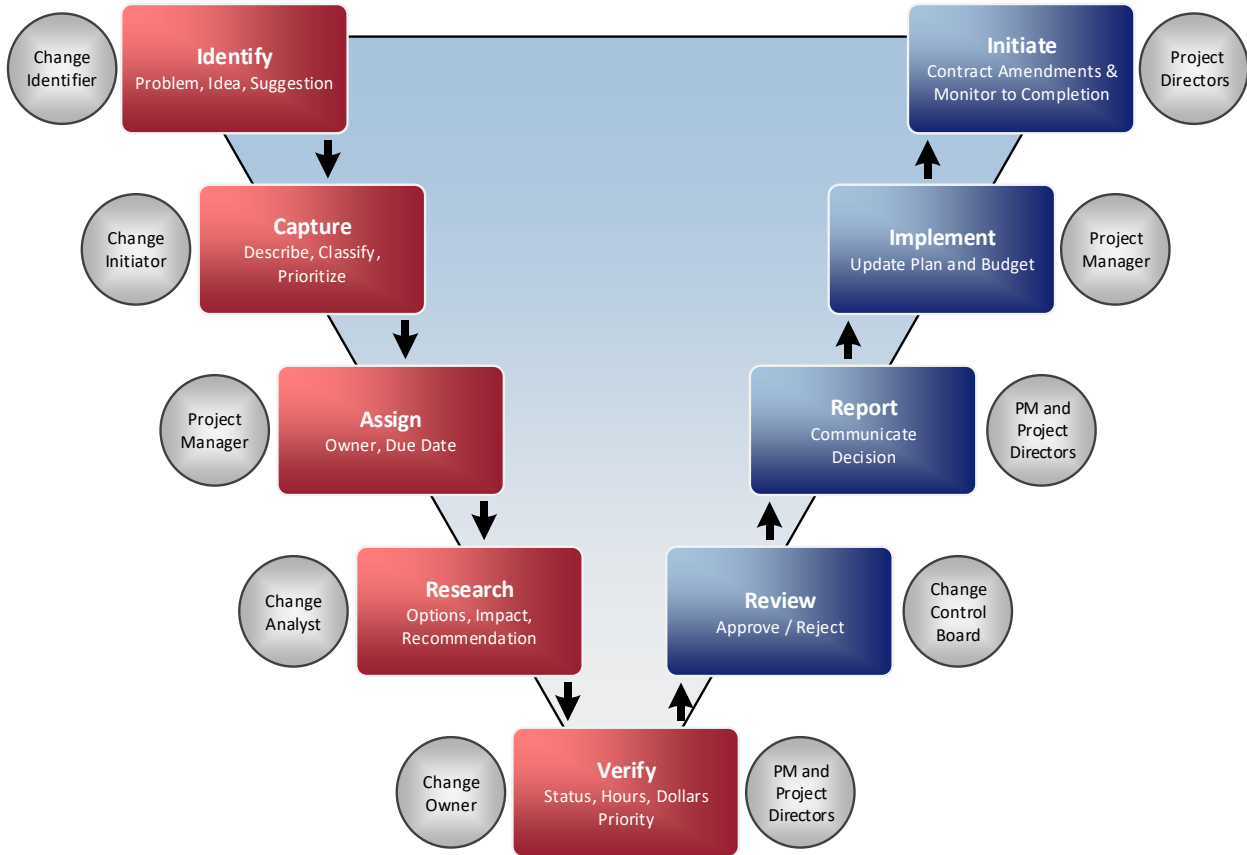 Change
Identifier
Identify
Problem, Idea, Suggestion
Initiate
Contract Amendments &
Monitor to Completion
Project
Directors
Change
Initiator
Capture
Describe, Classify,
Prioritize
Implement
Update Plan and Budget
Project
Manager
Project
Manager
Assign
Owner, Due Date
Report
Communicate
Decision
PM and
Project
Directors
Change
Analyst
Research
Options, Impact,
Recommendation
Review
Approve / Reject
Change
Control
Board
Change
Owner
Verify
Status, Hours, Dollars
Priority
PM and
Project
Directors